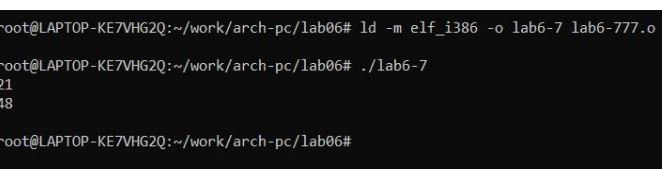 root@LAPTOP-KE7VHG2Q:~/work/arch-pc/lab06# ld -m elf_i386 -o lab6-7 lab6-777.o
root@LAPTOP-KE7VHG2Q:~/work/arch-pc/lab06# ./lab6-7
21
48
root@LAPTOP-KE7VHG2Q:~/work/arch-pc/lab06#